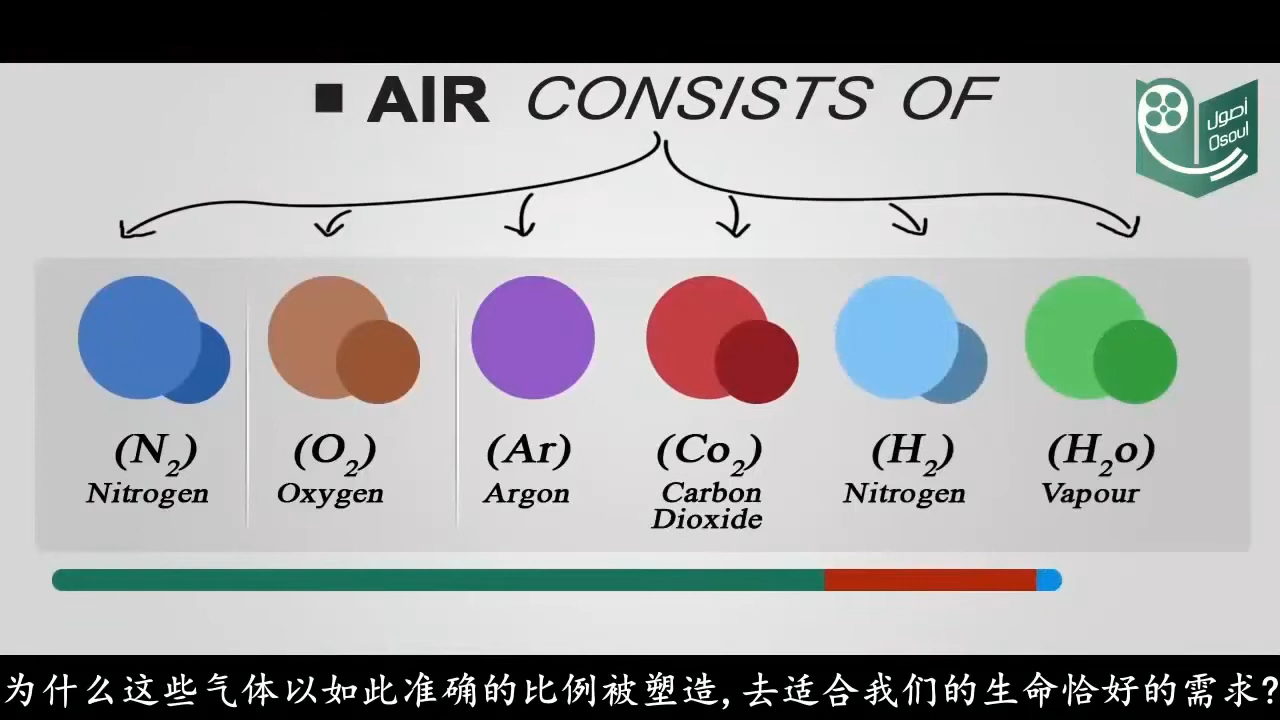 ■ AIR CONSISTS OF
أصول
Osoul
(N₂)
Nitrogen
(O₂)
Oxygen
(Ar)
Argon
(Co₂)
Carbon
Dioxide
(H₂)
Nitrogen
(H₂o)
Vapour
为什么这些气体以如此准确的比例被塑造,去适合我们的生命恰好的需求?